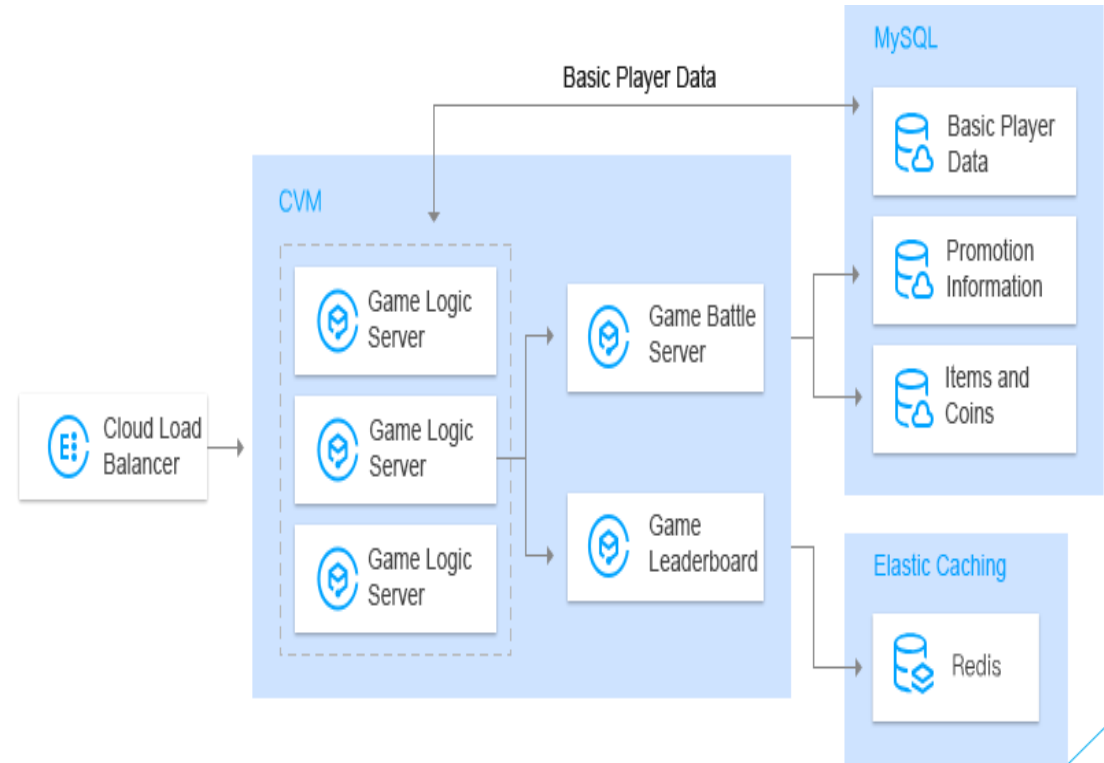 MySQL
Basic Player Data
Basic Player
Data
CVM
Game Logic
Server
Game Battle
Server
Promotion
Information
Items and
Coins
Cloud Load
Balancer
Game Logic
Server
Game
Leaderboard
Game Logic
Server
Elastic Caching
Redis